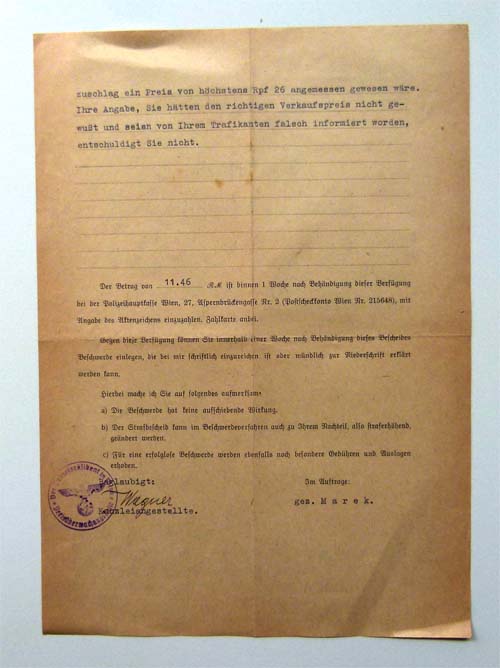 zuschlag ein Preis von höchstens Rpf 26 angemessen gewesen wäre.
Ihre Angabe, Sie hätten den richtigen Verkaufspreis nicht ge-
wußt und seien von Ihrem Trafikanten falsch informiert worden,
entschuldigt Sie nicht.
Der Betrag von 11.46 RM ist binnen 1 Woche nach Behändigung dieser Verfügung
bei der Polizeihauptkasse Wien, 27, Aspernbrückengasse Nr. 2 (Postscheckkonto Wien Nr. 215648), mit
Angabe des Aktenzeichens einzuzahlen. Zahlkarte anbei.
Gegen diese Verfügung können Sie innerhalb einer Woche nach Behändigung dieses Bescheides
Beschwerde einlegen, die bei mir schriftlich einzureichen ist oder mündlich zur Niederschrift erklärt
werden kann.
Hierbei mache ich Sie auf folgendes aufmerksam:
a) Die Beschwerde hat keine aufschiebende Wirkung.
b) Der Strafbescheid kann im Beschwerdeverfahren auch zu Ihrem Nachteil, also straferhöhend,
geändert werden.
c) Für eine erfolglose Beschwerde werden ebenfalls noch besondere Gebühren und Auslagen
erhoben.
glaubigt: Im Auftrage:
Wagner gez. Marek.
Kanzleiangestellte.